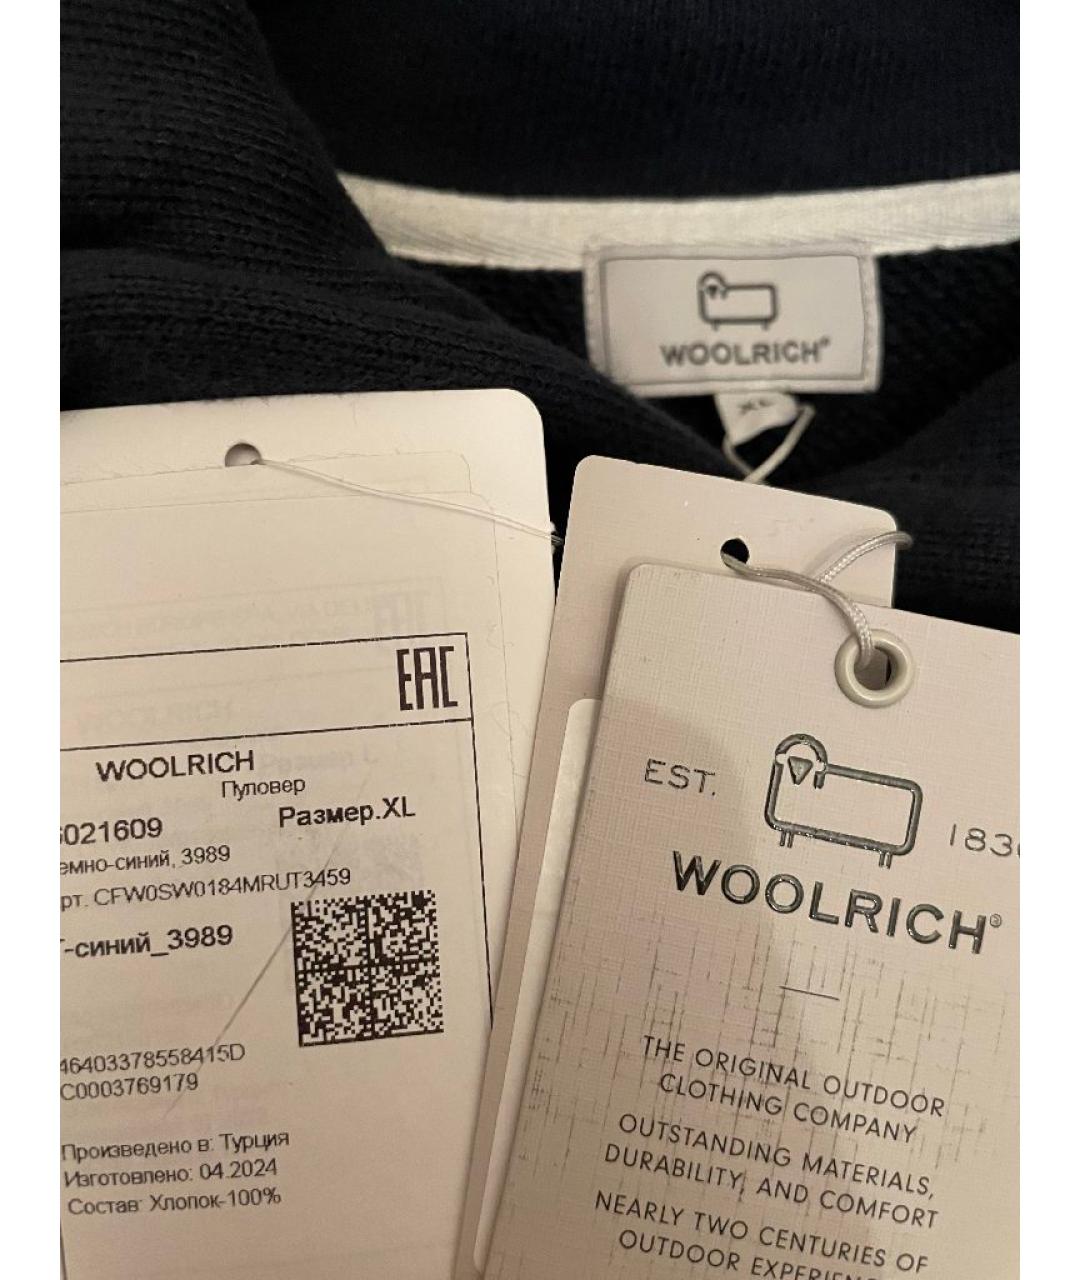 WOOLRICH®
XL
EAC
WOOLRICH
Пуловер
6021609
Размер.XL
емно-синий, 3989
рт. CFW0SW0184MRUT3459
Т-синий_3989
46403378558415D
C0003769179
Произведено в: Турция
Изготовлено: 04.2024
Состав: Хлопок-100%
EST.
183
WOOLRICH®
THE ORIGINAL OUTDOOR
CLOTHING COMPANY
OUTSTANDING MATERIALS,
DURABILITY, AND COMFORT
NEARLY TWO CENTURIES OF
OUTDOOR EXPERIENC